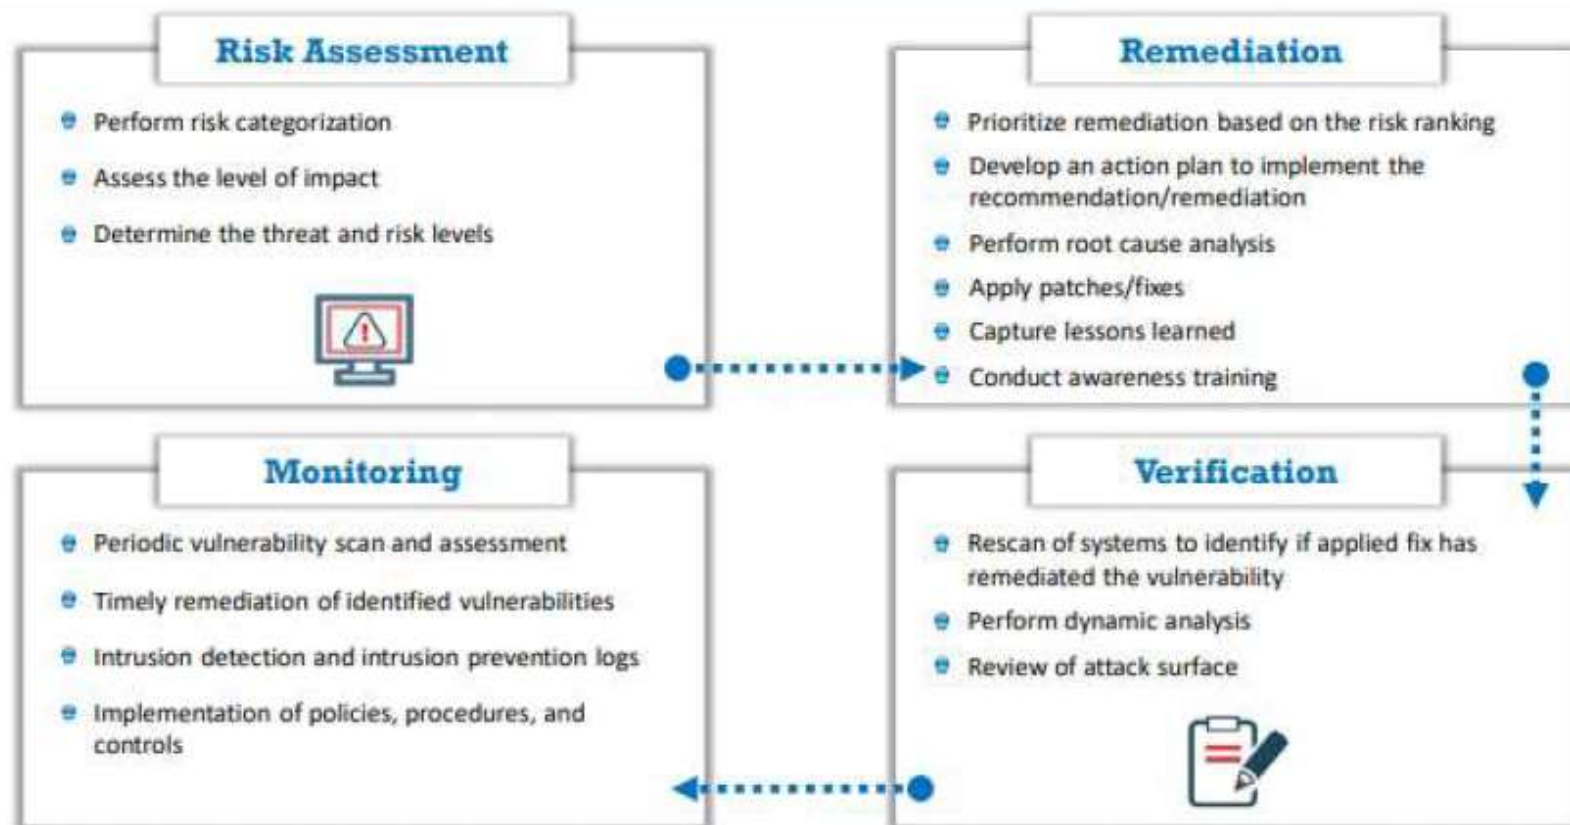 Risk Assessment
Perform risk categorization
Assess the level of impact
Determine the threat and risk levels
Remediation
Prioritize remediation based on the risk ranking
Develop an action plan to implement the
recommendation/remediation
Perform root cause analysis
Apply patches/fixes
Capture lessons learned
Conduct awareness training
Verification
Rescan of systems to identify if applied fix has
remediated the vulnerability
Perform dynamic analysis
Review of attack surface
Monitoring
Periodic vulnerability scan and assessment
Timely remediation of identified vulnerabilities
Intrusion detection and intrusion prevention logs
Implementation of policies, procedures, and
controls